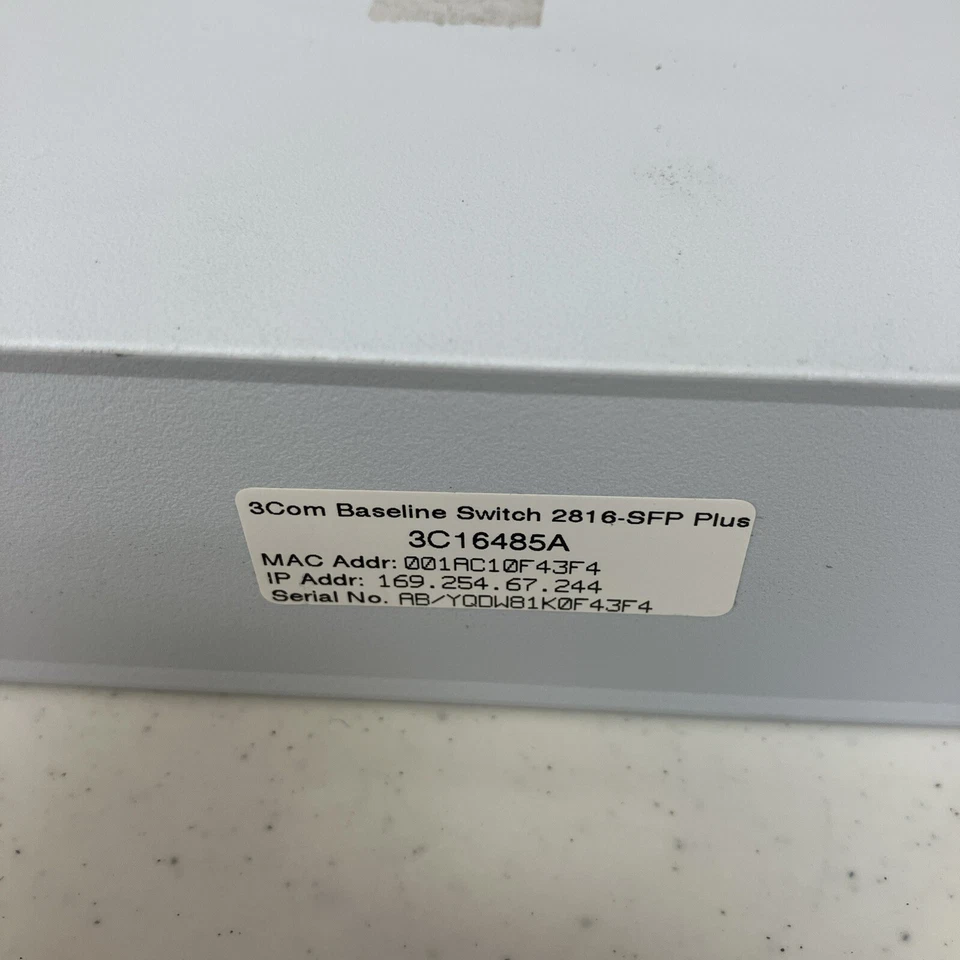 3Com Baseline Switch 2816-SFP Plus
3C16485A
MAC Addr: 001AC10F43F4
IP Addr: 169.254.67.244
Serial No. AB/YQDW81K0F43F4